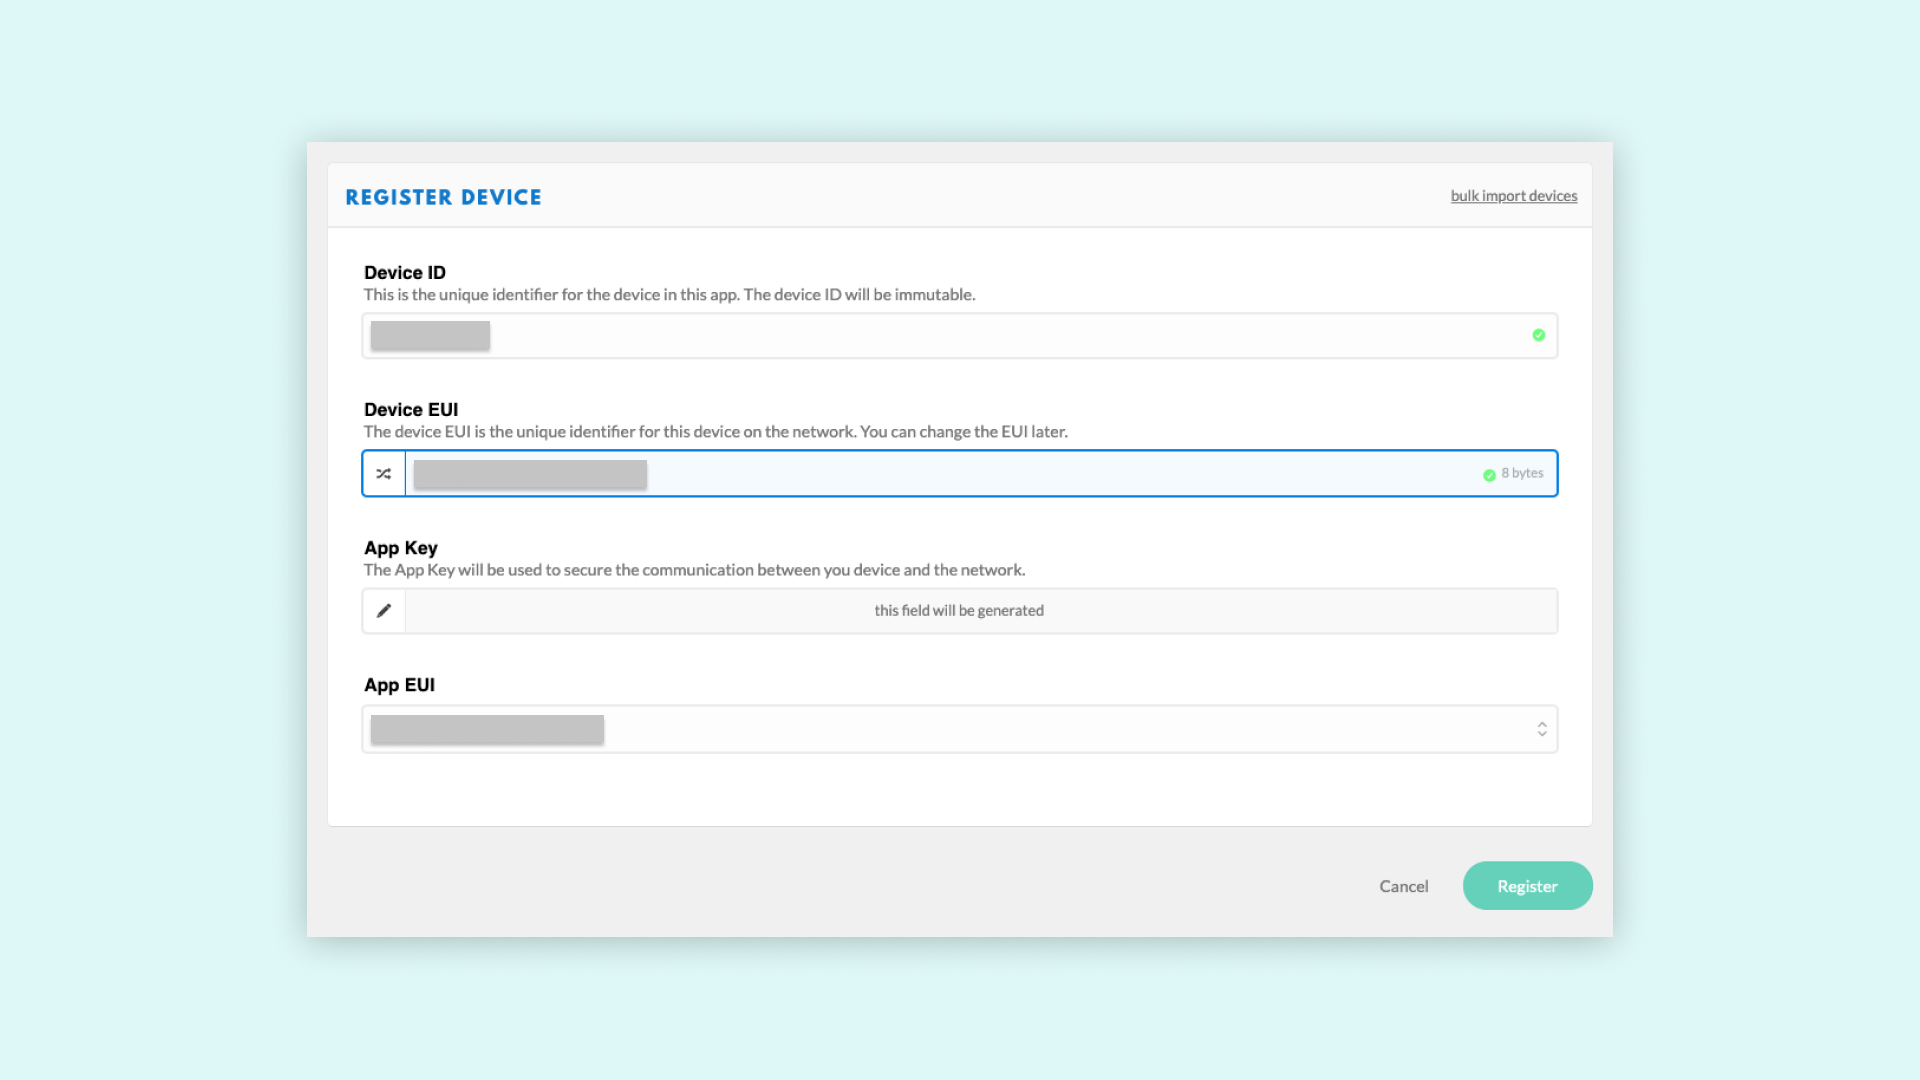 REGISTER DEVICE
bulk import devices
Device ID
This is the unique identifier for the device in this app. The device ID will be immutable.
Device EUI
The device EUI is the unique identifier for this device on the network. You can change the EUI later.
8 bytes
App Key
The App Key will be used to secure the communication between you device and the network.
this field will be generated
App EUI
Cancel
Register